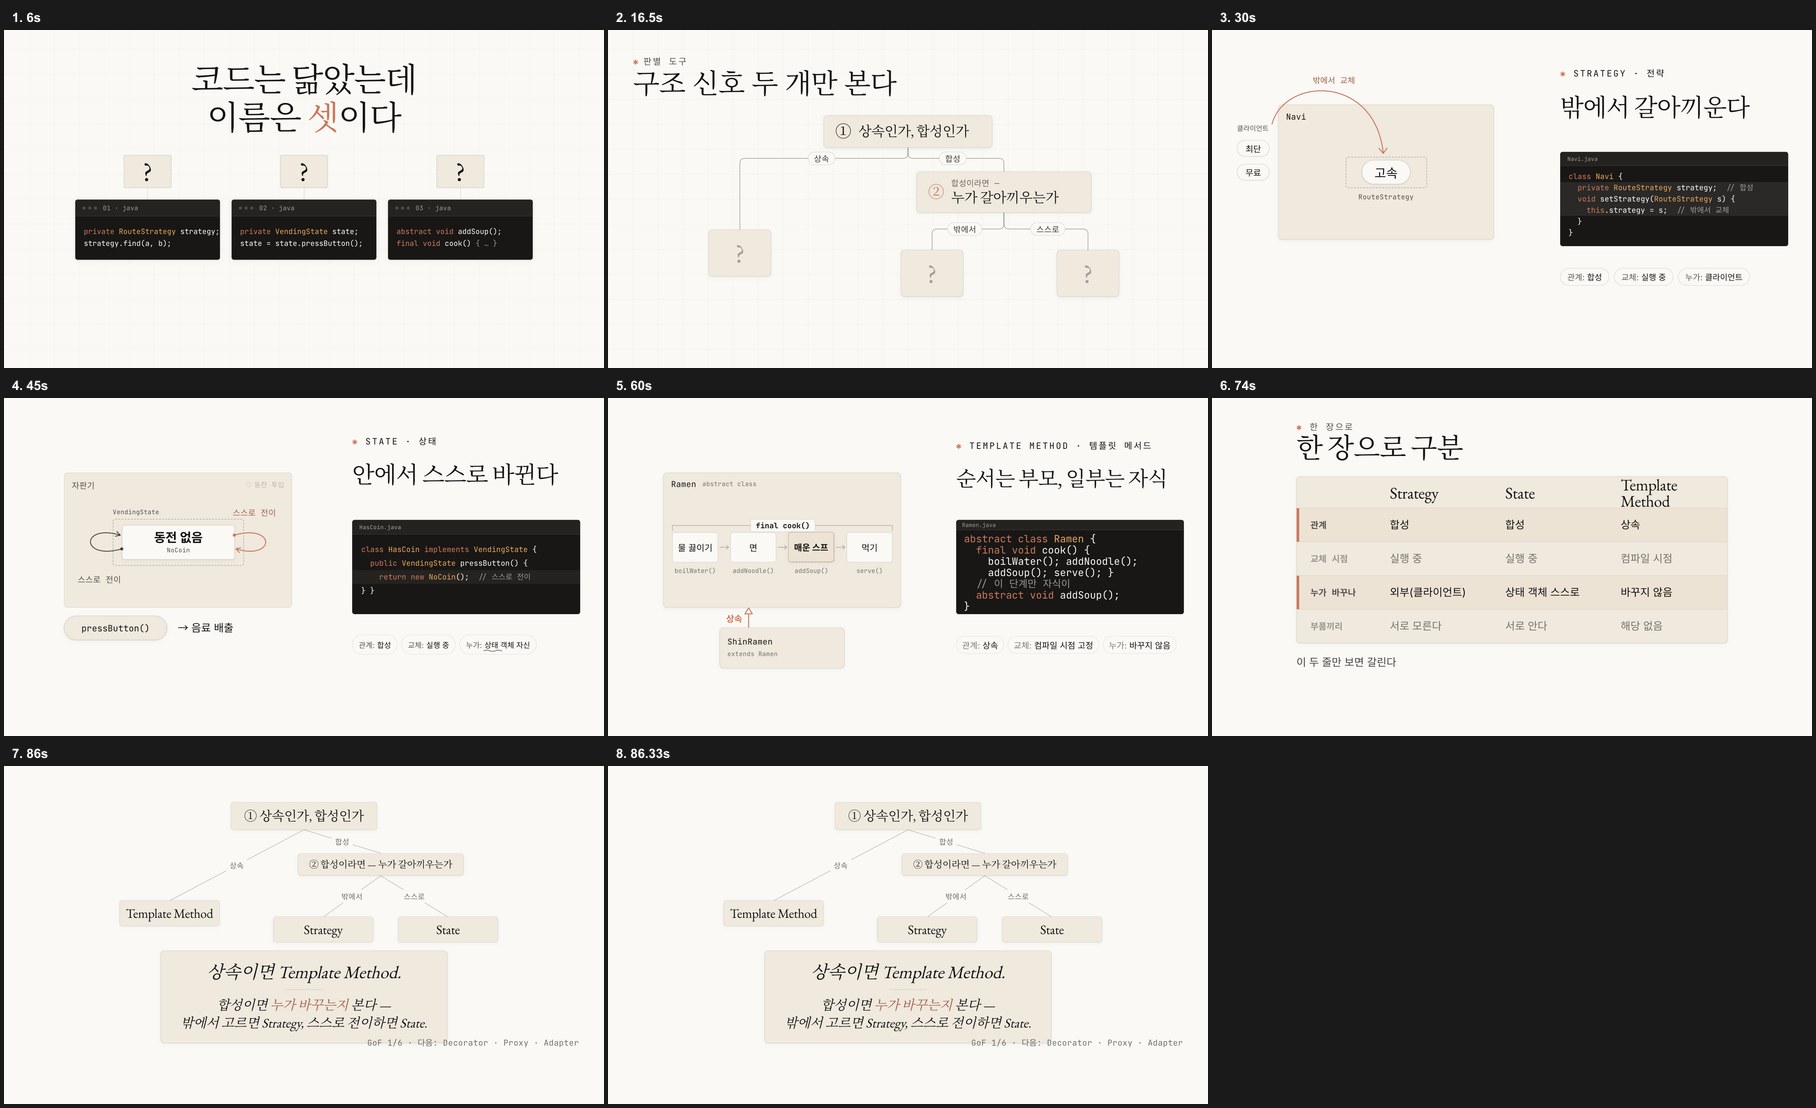 1. 6s
코드는 닮았는데
이름은 셋이다
?
?
?
01 · java
private RouteStrategy strategy;
strategy.find(a, b);
02 · java
private VendingState state;
state = state.pressButton();
03 · java
abstract void addSoup();
final void cook() { … }
2. 16.5s
* 판별 도구
구조 신호 두 개만 본다
① 상속인가, 합성인가
상속
합성
② 합성이라면 —
누가 갈아끼우는가
밖에서
스스로
?
?
?
3. 30s
밖에서 교체
클라이언트
최단
무료
Navi
고속
RouteStrategy
* STRATEGY · 전략
밖에서 갈아끼운다
Navi.java
class Navi {
private RouteStrategy strategy; // 합성
void setStrategy(RouteStrategy s) {
this.strategy = s; // 밖에서 교체
}
}
관계: 합성
교체: 실행 중
누가: 클라이언트
4. 45s
자판기
동전 투입
VendingState
스스로 전이
동전 없음
NoCoin
스스로 전이
pressButton()
→ 음료 배출
* STATE · 상태
안에서 스스로 바뀐다
HasCoin.java
class HasCoin implements VendingState {
public VendingState pressButton() {
return new NoCoin(); // 스스로 전이
} }
관계: 합성
교체: 실행 중
누가: 상태 객체 자신
5. 60s
Ramen abstract class
final cook()
물 끓이기
면
매운 스프
먹기
boilWater()
addNoodle()
addSoup()
serve()
상속
ShinRamen
extends Ramen
* TEMPLATE METHOD · 템플릿 메서드
순서는 부모, 일부는 자식
Ramen.java
abstract class Ramen {
final void cook() {
boilWater(); addNoodle();
addSoup(); serve(); }
// 이 단계만 자식이
abstract void addSoup();
}
관계: 상속
교체: 컴파일 시점 고정
누가: 바꾸지 않음
6. 74s
* 한 장으로
한 장으로 구분
Strategy State Template Method
관계 합성 합성 상속
교체 시점 실행 중 실행 중 컴파일 시점
누가 바꾸나 외부(클라이언트) 상태 객체 스스로 바꾸지 않음
부품끼리 서로 모른다 서로 안다 해당 없음
이 두 줄만 보면 갈린다
7. 86s
① 상속인가, 합성인가
합성
상속
② 합성이라면 — 누가 갈아끼우는가
밖에서
스스로
Template Method
Strategy
State
상속이면 Template Method.
합성이면 누가 바꾸는지 본다 —
밖에서 고르면 Strategy, 스스로 전이하면 State.
GoF 1/6 · 다음: Decorator · Proxy · Adapter
8. 86.33s
① 상속인가, 합성인가
합성
상속
② 합성이라면 — 누가 갈아끼우는가
밖에서
스스로
Template Method
Strategy
State
상속이면 Template Method.
합성이면 누가 바꾸는지 본다 —
밖에서 고르면 Strategy, 스스로 전이하면 State.
GoF 1/6 · 다음: Decorator · Proxy · Adapter